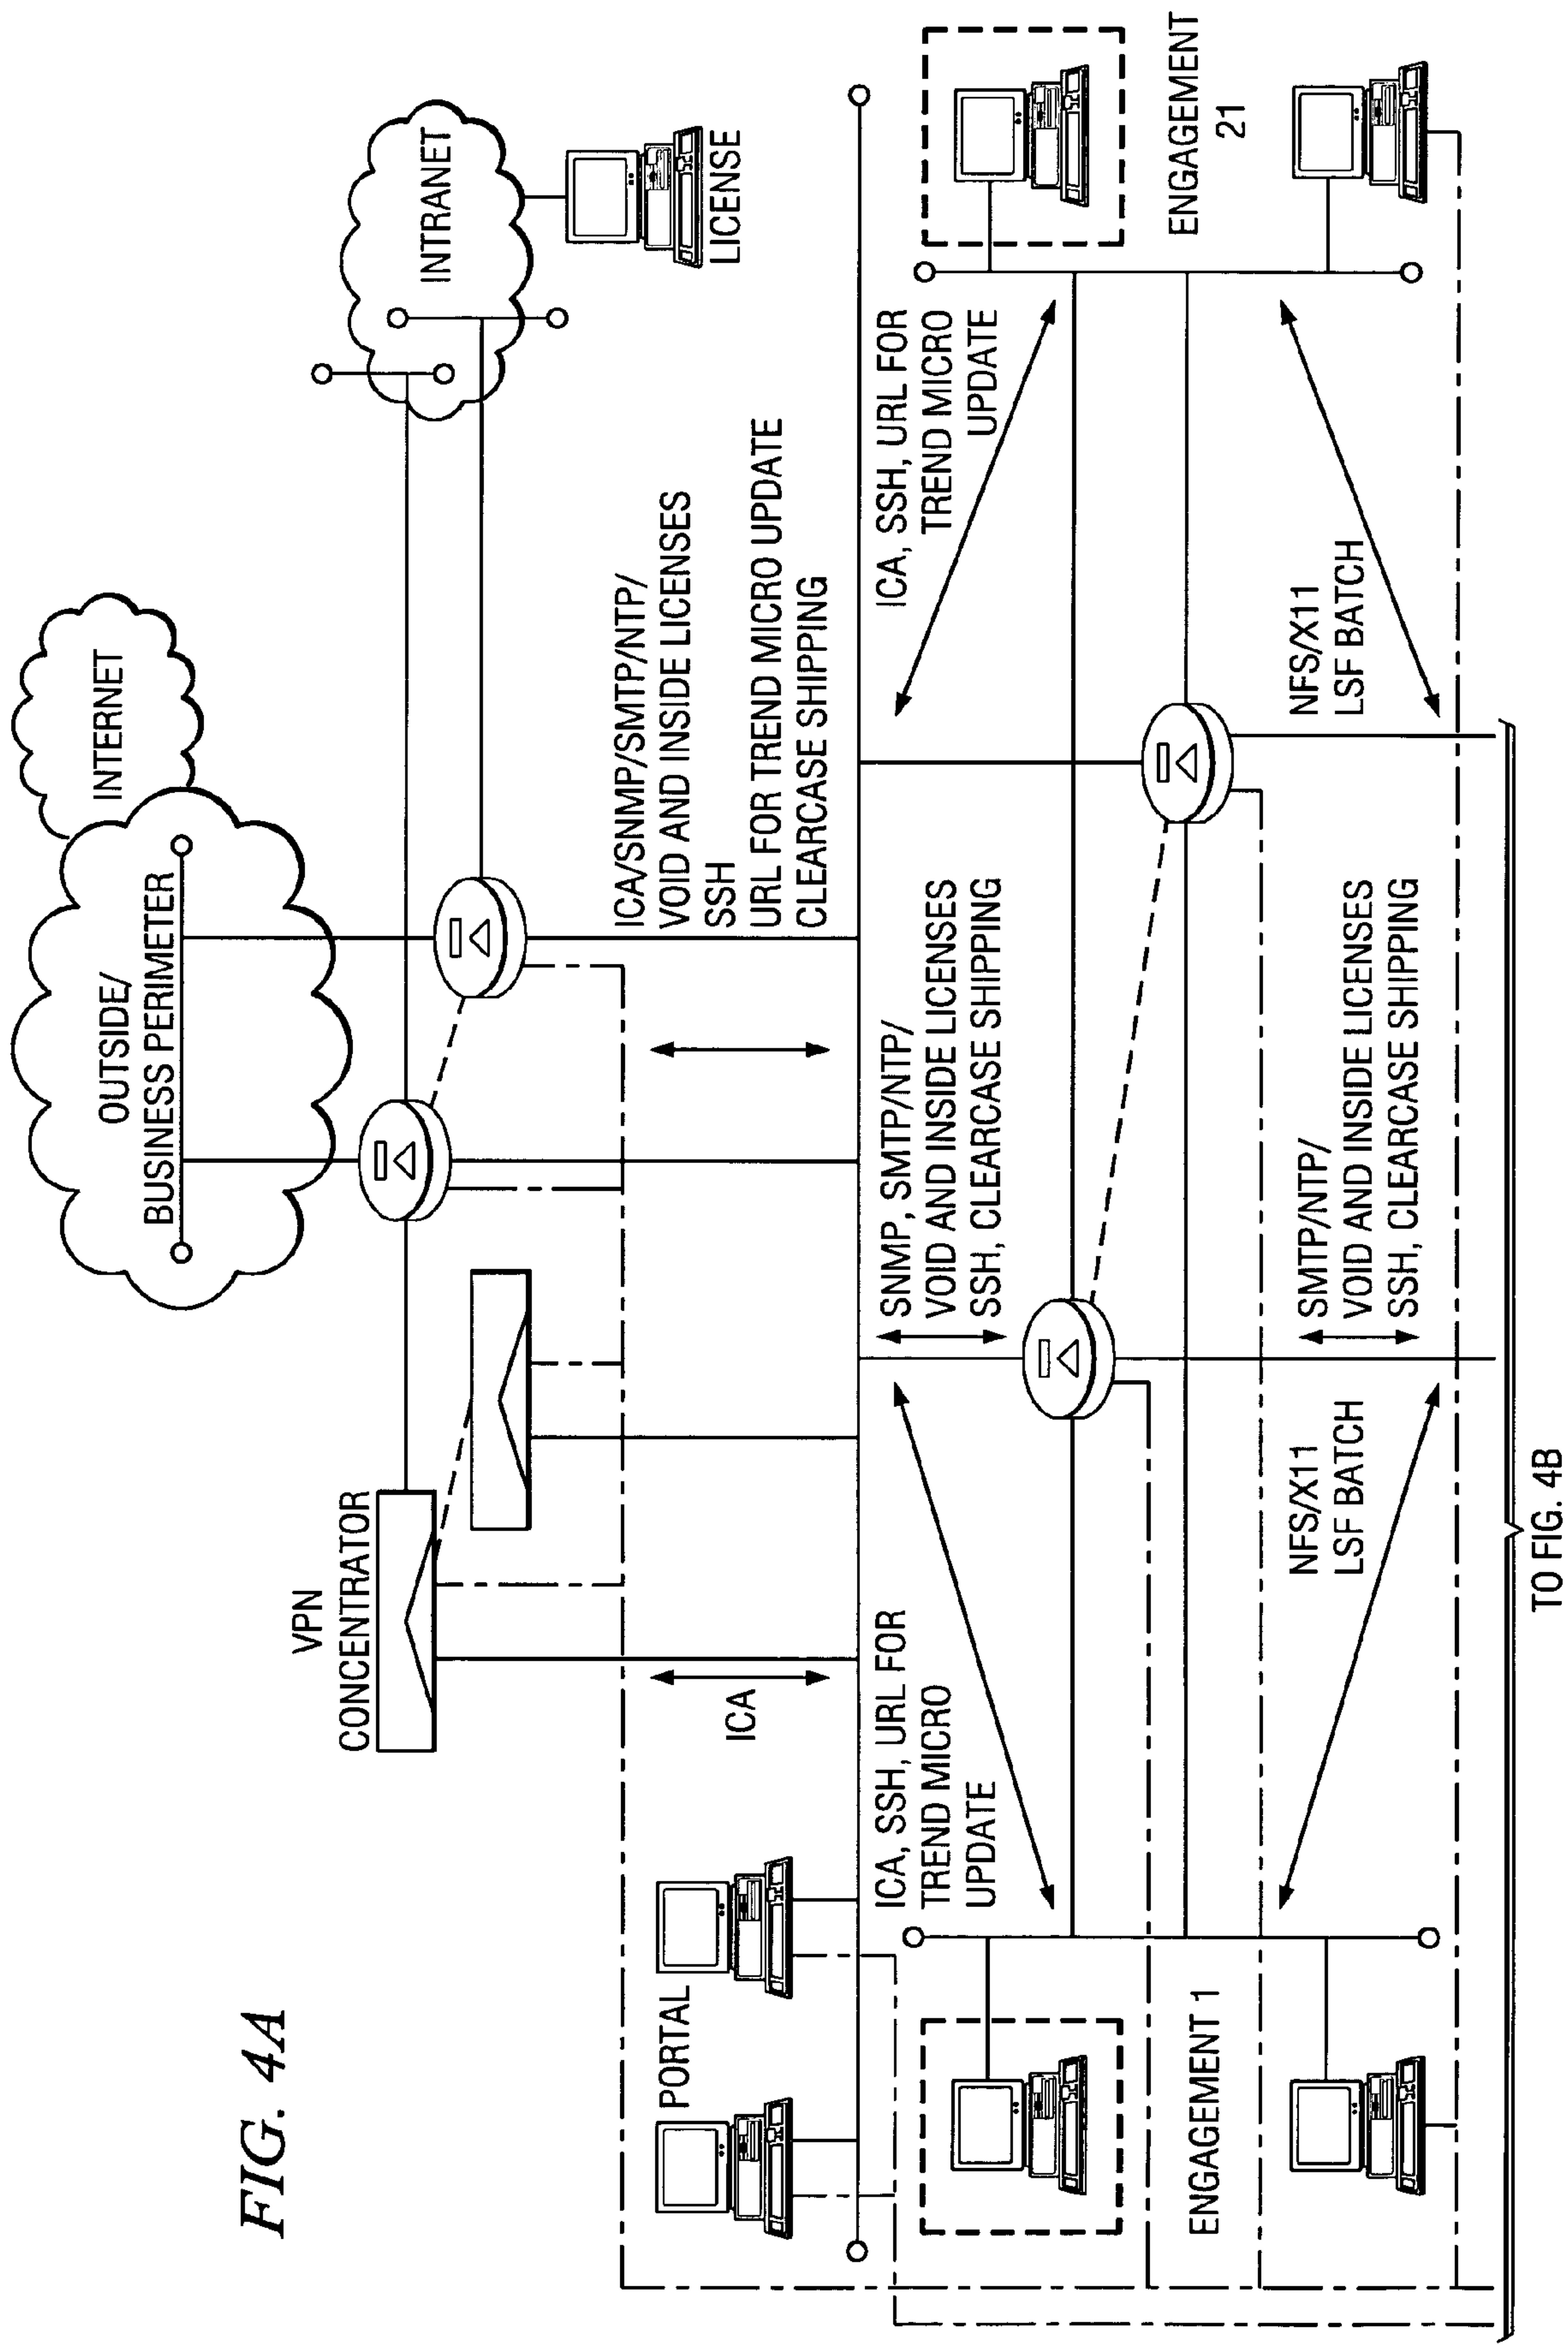 FIG. 4A
INTERNET
OUTSIDE/
BUSINESS PERIMETER
INTRANET
LICENSE
VPN
CONCENTRATOR
PORTAL
ICA
ICA/SNMP/SMTP/NTP/
VOID AND INSIDE LICENSES
SSH
URL FOR TREND MICRO UPDATE
CLEARCASE SHIPPING
ICA, SSH, URL FOR
TREND MICRO
UPDATE
SNMP, SMTP/NTP/
VOID AND INSIDE LICENSES
SSH, CLEARCASE SHIPPING
ICA, SSH, URL FOR
TREND MICRO
UPDATE
ENGAGEMENT 1
ENGAGEMENT
21
NFS/X11
LSF BATCH
SMTP/NTP/
VOID AND INSIDE LICENSES
SSH, CLEARCASE SHIPPING
NFS/X11
LSF BATCH
TO FIG. 4B